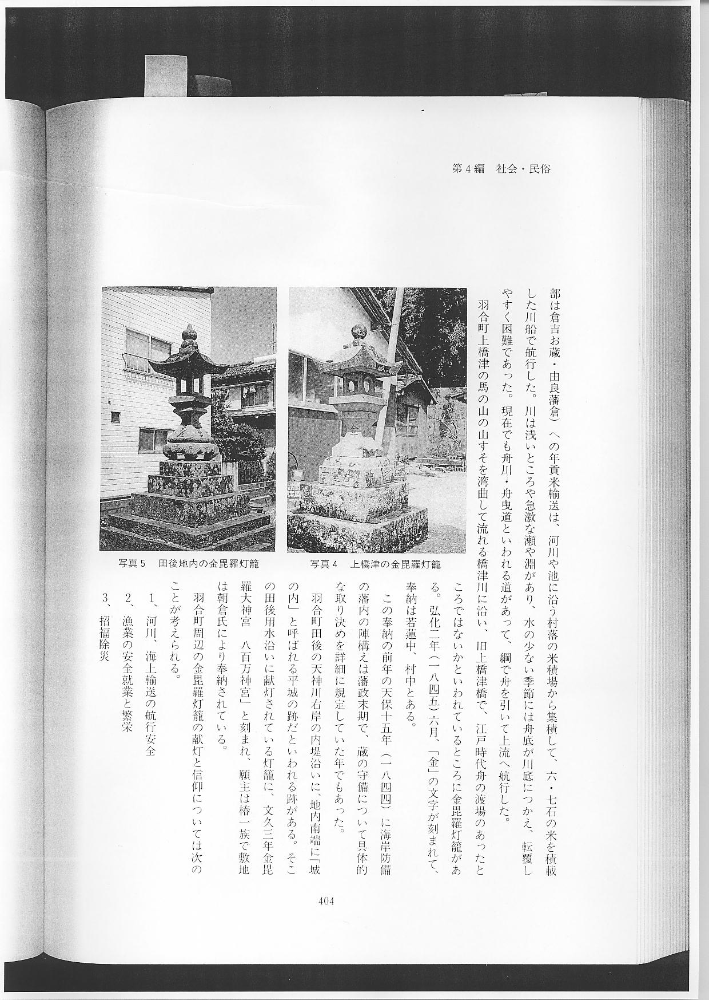 第4編　社会・民俗
部は倉吉お蔵・由良藩倉）への年貢米輸送は、河川や池に沿う村落の米積場から集積して、六・七石の米を積載
した川船で航行した。川は浅いところや急激な瀬や淵があり、水の少ない季節には舟底が川底につかえ、転覆し
やすく困難であった。現在でも舟川・舟曳道といわれる道があって、綱で舟を引いて上流へ航行した。
羽合町上橋津の馬の山の山すそを湾曲して流れる橋津川に沿い、旧上橋津橋で、江戸時代舟の渡場のあったと
ころではないかといわれているところに金毘羅灯籠があ
る。弘化二年（一八四五）六月、「金」の文字が刻まれて、
奉納は若蓮中、村中とある。
この奉納の前年の天保十五年（一八四四）に海岸防備
の藩内の陣構えは藩政末期で、蔵の守備について具体的
な取り決めを詳細に規定していた年でもあった。
羽合町田後の天神川右岸の内堤沿いに、地内南端に「城
の内」と呼ばれる平城の跡だといわれる跡がある。そこ
の田後用水沿いに献灯されている灯籠に、文久三年金毘
羅大神宮　八百万神宮」と刻まれ、願主は椿一族で敷地
は朝倉氏により奉納されている。
羽合町周辺の金毘羅灯籠の献灯と信仰については次の
ことが考えられる。
1、河川、海上輸送の航行安全
2、漁業の安全就業と繁栄
3、招福除災
写真4　上橋津の金毘羅灯籠
金
写真5　田後地内の金毘羅灯籠
404